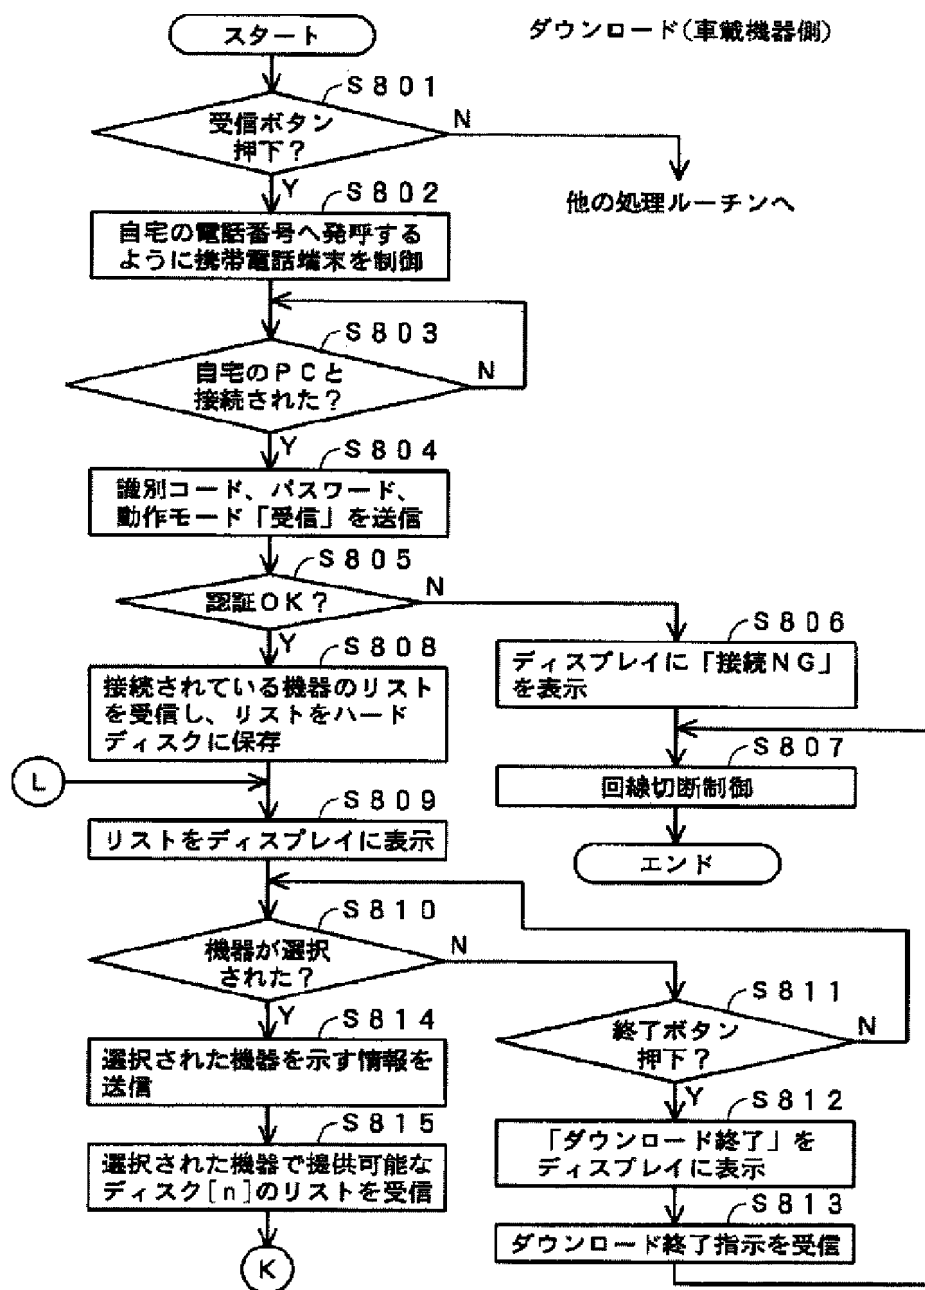 ダウンロード(車載機器側)
スタート
S801
受信ボタン
押下?
N
他の処理ルーチンへ
Y
S802
自宅の電話番号へ発呼する
ように携帯電話端末を制御
S803
自宅のPCと
接続された?
N
Y
S804
識別コード、パスワード、
動作モード「受信」を送信
S805
認証OK?
N
S806
ディスプレイに「接続NG」
を表示
S807
回線切断制御
エンド
Y
S808
接続されている機器のリスト
を受信し、リストをハード
ディスクに保存
L
S809
リストをディスプレイに表示
S810
機器が選択
された?
N
S811
終了ボタン
押下?
N
Y
S812
「ダウンロード終了」を
ディスプレイに表示
S813
ダウンロード終了指示を受信
Y
S814
選択された機器を示す情報を
送信
S815
選択された機器で提供可能な
ディスク[n]のリストを受信
K